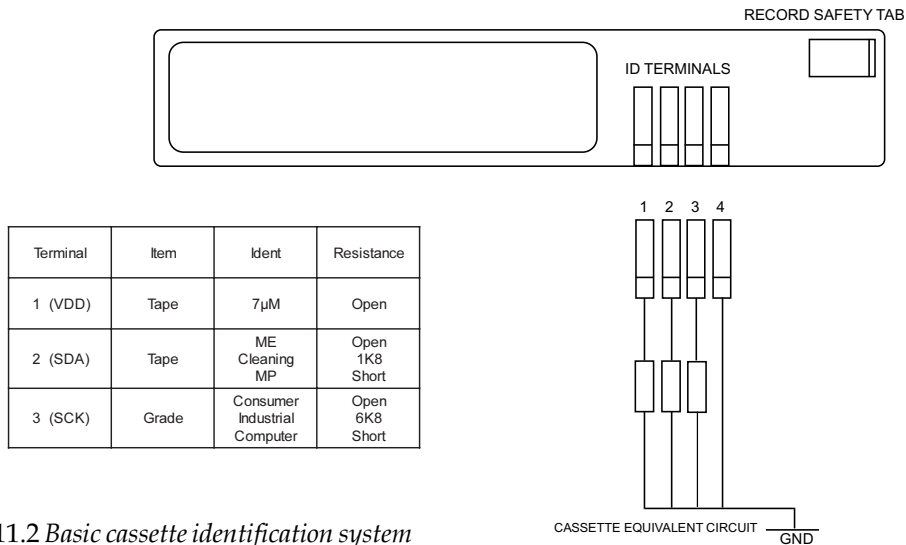 RECORD SAFETY TAB
ID TERMINALS
1 2 3 4
Terminal Item Ident Resistance
1 (VDD) Tape 7µM Open
2 (SDA) Tape ME Open
Cleaning 1K8
MP Short
3 (SCK) Grade Consumer Open
Industrial 6K8
Computer Short
CASSETTE EQUIVALENT CIRCUIT
GND
11.2 Basic cassette identification system